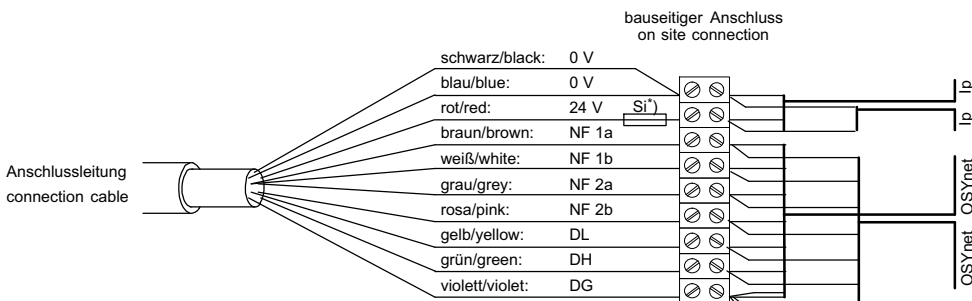 bauseitiger Anschluss
on site connection
schwarz/black: 0 V
blau/blue: 0 V
rot/red: 24 V Si*)
braun/brown: NF 1a
weiß/white: NF 1b
grau/grey: NF 2a
rosa/pink: NF 2b
gelb/yellow: DL
grün/green: DH
violett/violet: DG
Anschlussleitung
connection cable
Ip
Ip
OSYnet
OSYnet